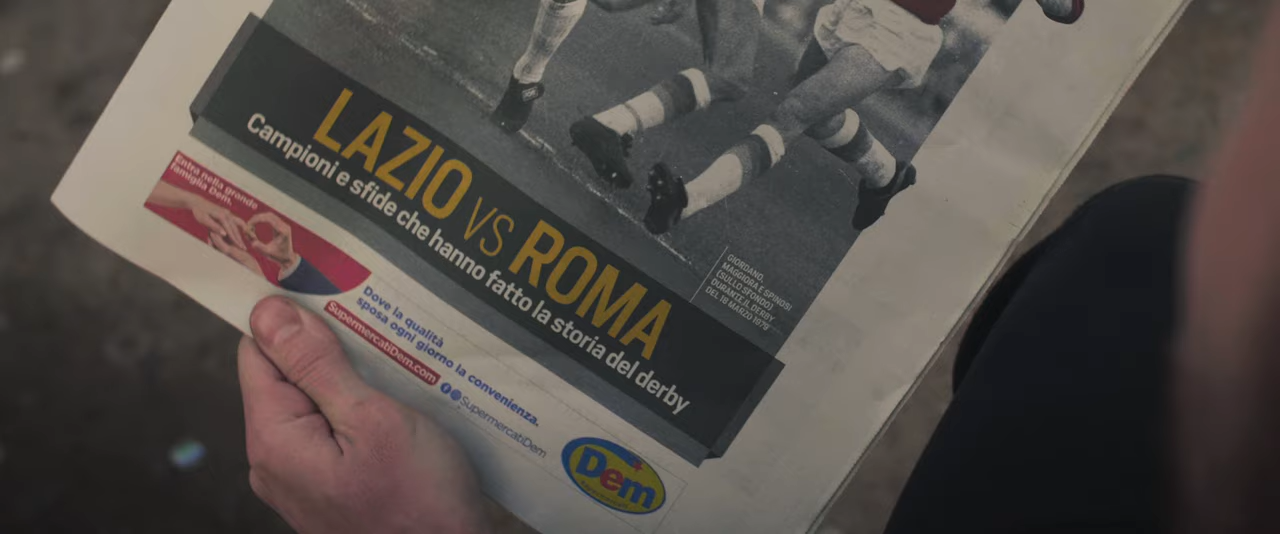 GIORDANO,
MAGGIORA E SPINOSI
(SULLO SFONDO)
DURANTE IL DERBY
DEL 18 MARZO 1979
LAZIO VS ROMA
Campioni e sfide che hanno fatto la storia del derby
Entra nella grande
famiglia Dem.
Dove la qualità
sposa ogni giorno la convenienza.
SupermercatiDem.com
SupermercatiDem
Dem